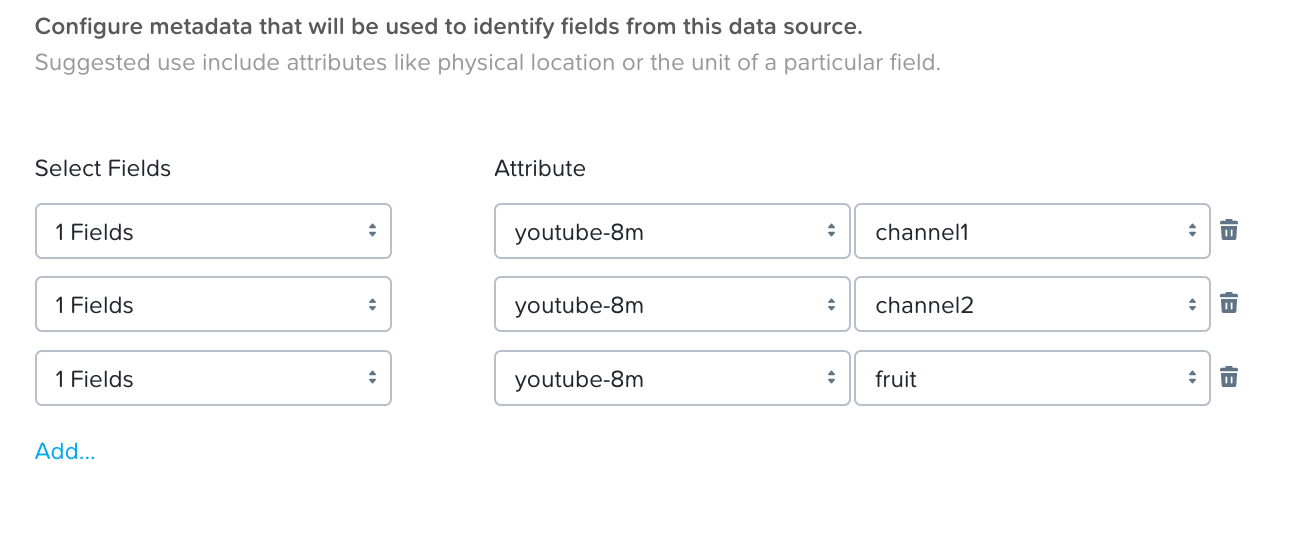 Configure metadata that will be used to identify fields from this data source.
Suggested use include attributes like physical location or the unit of a particular field.
Select Fields Attribute
1 Fields youtube-8m channel1
1 Fields youtube-8m channel2
1 Fields youtube-8m fruit
Add...